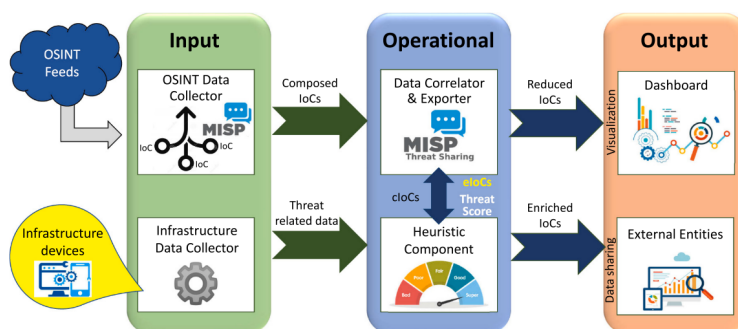 OSINT
Feeds
Input
OSINT Data
Collector
MISP
IoC
IoC
IoC
Composed
IoCs
Operational
Data Correlator
& Exporter
MISP
Threat Sharing
Reduced
IoCs
Output
Dashboard
Visualization
cIoCs
eIoCs
Threat
Score
Infrastructure
devices
Infrastructure
Data Collector
Threat
related data
Heuristic
Component
Bad
Poor
Fair
Good
Super
Enriched
IoCs
External Entities
Data sharing